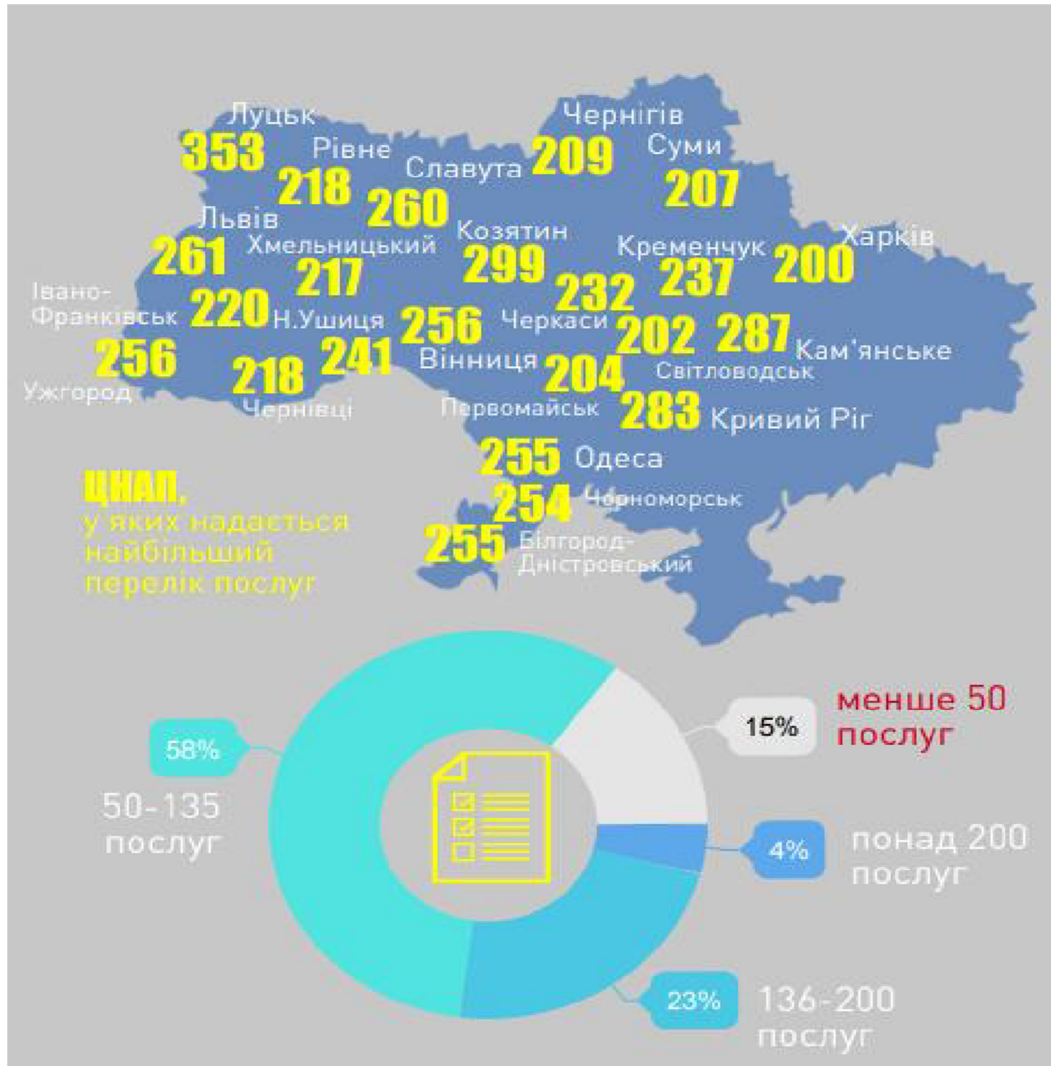 Луцьк
353
Рівне
218
Славута
260
Чернігів
209
Суми
207
Львів
261
Хмельницький
217
Козятин
299
Кременчук
237
Харків
200
Івано-
Франківськ
220
Н.Ушиця
241
256
Вінниця
232
Черкаси
202
Світловодськ
287
Кам'янське
256
Ужгород
218
Чернівці
204
Первомайськ
283
Кривий Ріг
255
Одеса
254
Чорноморськ
255
Білгород-
Дністровський
ЦНАП,
у яких надається
найбільший
перелік послуг
58%
50-135
послуг
15%
менше 50
послуг
4%
понад 200
послуг
23%
136-200
послуг